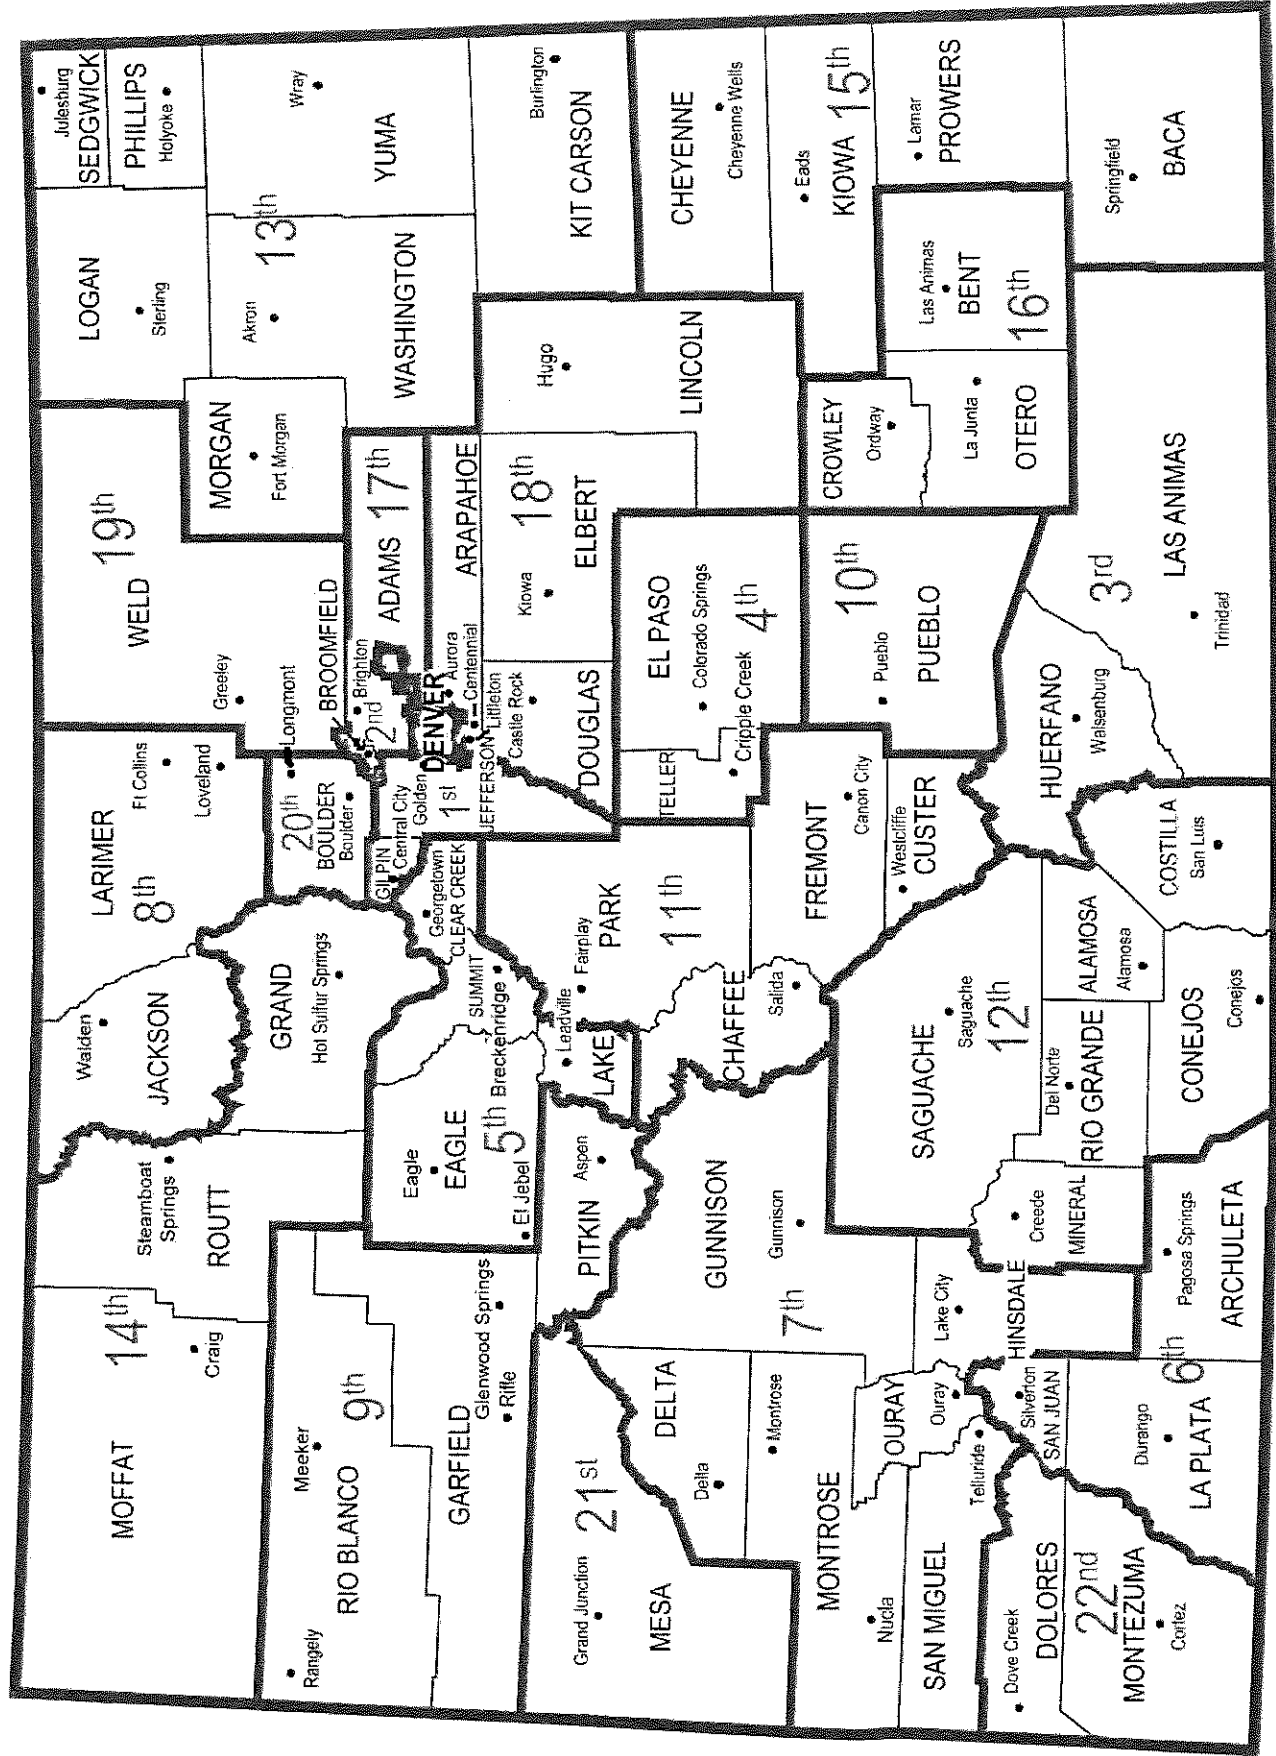 MOFFAT
14th
Craig
Steamboat
Springs
ROUTT
Walden
JACKSON
LARIMER
8th
Ft Collins
Loveland
GRAND
Hot Sulfur Springs
WELD
19th
Greeley
Longmont
20th
BOULDER
Boulder
BROOMFIELD
LOGAN
Sterling
Julesburg
SEDGWICK
PHILLIPS
Holyoke
MORGAN
Fort Morgan
Akron
13th
WASHINGTON
Wray
YUMA
Rangely
RIO BLANCO
Meeker
9th
GARFIELD
Rifle
Glenwood Springs
Eagle
EAGLE
5th
El Jebel
SUMMIT
Breckenridge
GILPIN
Central City
Georgetown
CLEAR CREEK
Golden
1st
JEFFERSON
Brighton
2nd
DENVER
ADAMS
17th
Aurora
Centennial
Littleton
ARAPAHOE
Castle Rock
DOUGLAS
Kiowa
18th
ELBERT
Hugo
LINCOLN
Burlington
KIT CARSON
Grand Junction
21st
MESA
DELTA
Delta
PITKIN
Aspen
LAKE
Leadville
Fairplay
PARK
11th
CHAFFEE
Salida
TELLER
Cripple Creek
EL PASO
Colorado Springs
4th
CHEYENNE
Cheyenne Wells
GUNNISON
Gunnison
7th
Montrose
MONTROSE
Nucla
OURAY
Ouray
SAN MIGUEL
Telluride
FREMONT
Canon City
Westcliffe
CUSTER
Pueblo
10th
PUEBLO
CROWLEY
Ordway
La Junta
OTERO
Eads
KIOWA
15th
Las Animas
BENT
16th
Lamar
PROWERS
SAGUACHE
Saguache
12th
Lake City
HINSDALE
Creede
MINERAL
Del Norte
RIO GRANDE
ALAMOSA
Alamosa
Dove Creek
DOLORES
Silverton
SAN JUAN
22nd
MONTEZUMA
Cortez
Durango
LA PLATA
6th
Pagosa Springs
ARCHULETA
CONEJOS
Conejos
COSTILLA
San Luis
HUERFANO
Walsenburg
3rd
LAS ANIMAS
Trinidad
Springfield
BACA